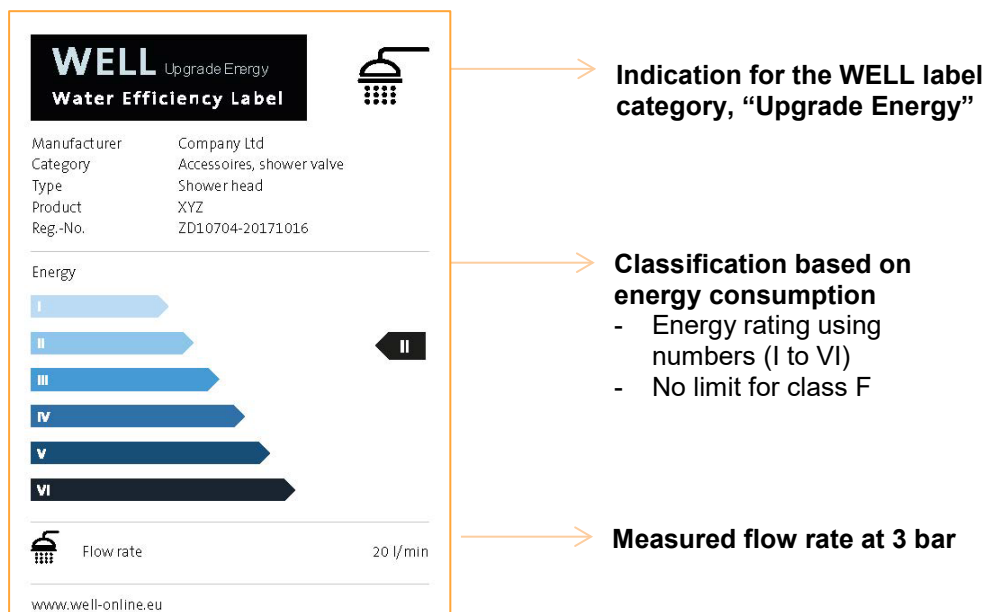 WELL Upgrade Energy
Water Efficiency Label
Indication for the WELL label
category, “Upgrade Energy”
Manufacturer Company Ltd
Category Accessoires, shower valve
Type Shower head
Product XYZ
Reg.-No. ZD10704-20171016
Energy
I
II II
III
IV
V
VI
Classification based on
energy consumption
- Energy rating using
numbers (I to VI)
- No limit for class F
Flow rate 20 l/min
Measured flow rate at 3 bar
www.well-online.eu